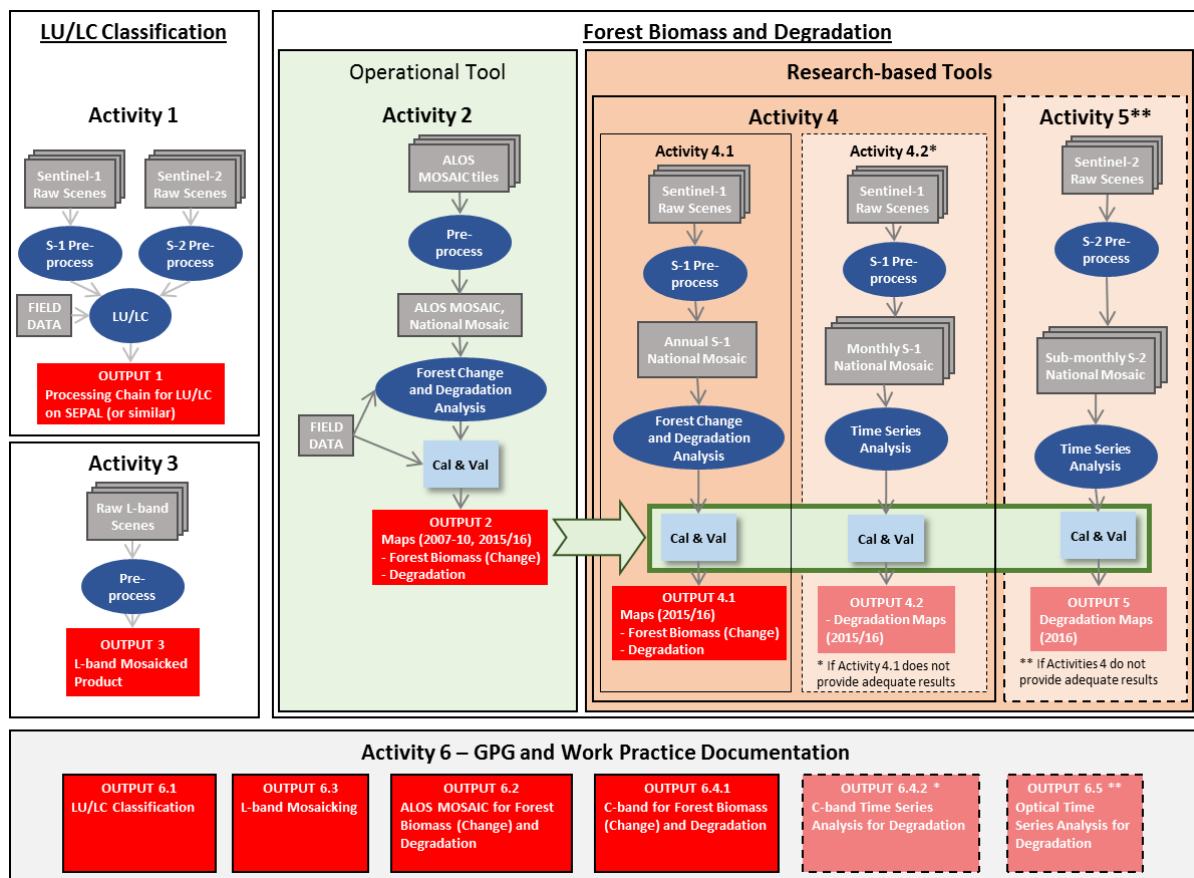 LU/LC Classification
Activity 1
Sentinel-1
Raw Scenes
Sentinel-2
Raw Scenes
S-1 Pre-
process
S-2 Pre-
process
FIELD
DATA
LU/LC
OUTPUT 1
Processing Chain for LU/LC
on SEPAL (or similar)
Activity 3
Raw L-band
Scenes
Pre-
process
OUTPUT 3
L-band Mosaicked
Product
Forest Biomass and Degradation
Operational Tool
Activity 2
ALOS
MOSAIC tiles
Pre-
process
ALOS MOSAIC,
National Mosaic
Forest Change
and Degradation
Analysis
FIELD
DATA
Cal & Val
OUTPUT 2
Maps (2007-10, 2015/16)
- Forest Biomass (Change)
- Degradation
Research-based Tools
Activity 4
Activity 4.1
Sentinel-1
Raw Scenes
S-1 Pre-
process
Annual S-1
National Mosaic
Forest Change
and Degradation
Analysis
Cal & Val
OUTPUT 4.1
Maps (2015/16)
- Forest Biomass (Change)
- Degradation
Activity 4.2*
Sentinel-1
Raw Scenes
S-1 Pre-
process
Monthly S-1
National Mosaic
Time Series
Analysis
Cal & Val
OUTPUT 4.2
- Degradation Maps
(2015/16)
* If Activity 4.1 does not
provide adequate results
Activity 5**
Sentinel-2
Raw Scenes
S-2 Pre-
process
Sub-monthly S-2
National Mosaic
Time Series
Analysis
Cal & Val
OUTPUT 5
Degradation Maps
(2016)
** If Activities 4 do not
provide adequate results
Activity 6 – GPG and Work Practice Documentation
OUTPUT 6.1
LU/LC Classification
OUTPUT 6.3
L-band Mosaicking
OUTPUT 6.2
ALOS MOSAIC for Forest
Biomass (Change) and
Degradation
OUTPUT 6.4.1
C-band for Forest Biomass
(Change) and Degradation
OUTPUT 6.4.2 *
C-band Time Series
Analysis for Degradation
OUTPUT 6.5 **
Optical Time
Series Analysis for
Degradation